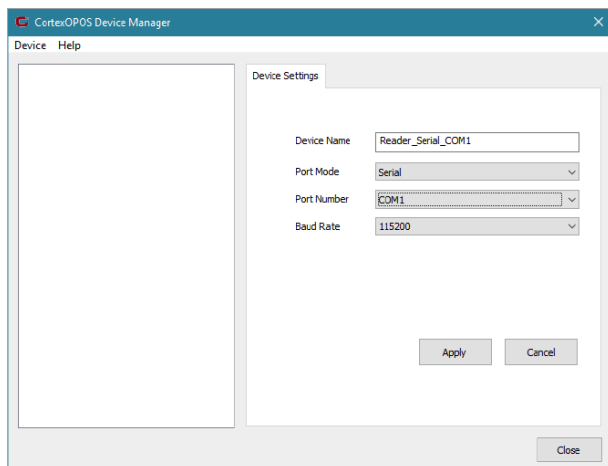 CortexOPOS Device Manager
Device Help
Device Settings
Device Name Reader_Serial_COM1
Port Mode Serial
Port Number COM1
Baud Rate 115200
Apply Cancel
Close